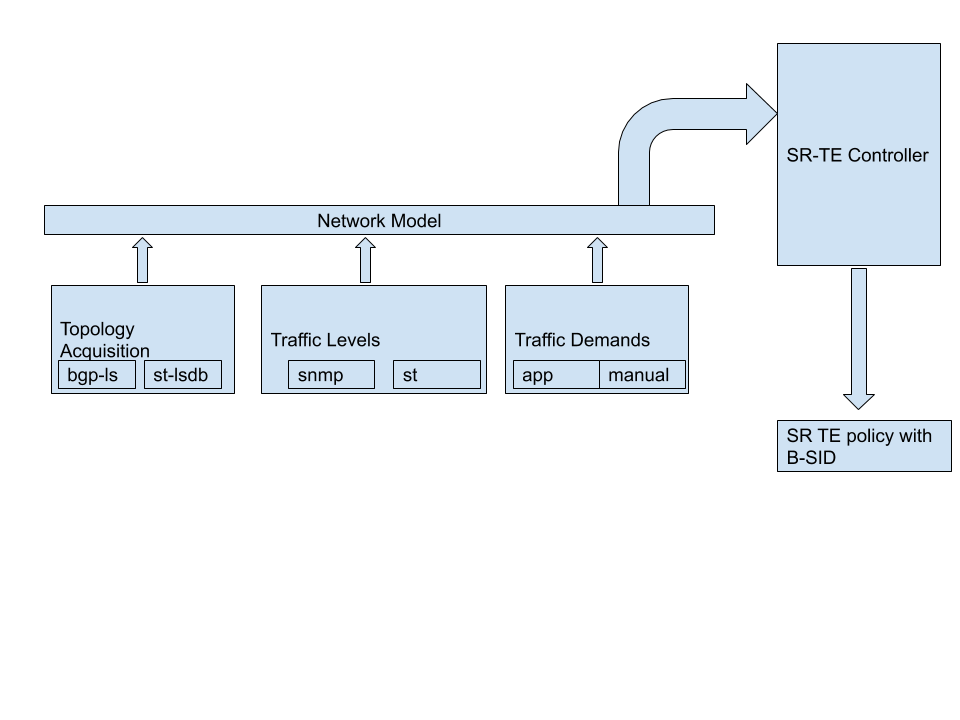 SR-TE Controller
Network Model
Topology
Acquisition
bgp-ls
st-lsdb
Traffic Levels
snmp
st
Traffic Demands
app
manual
SR TE policy with
B-SID